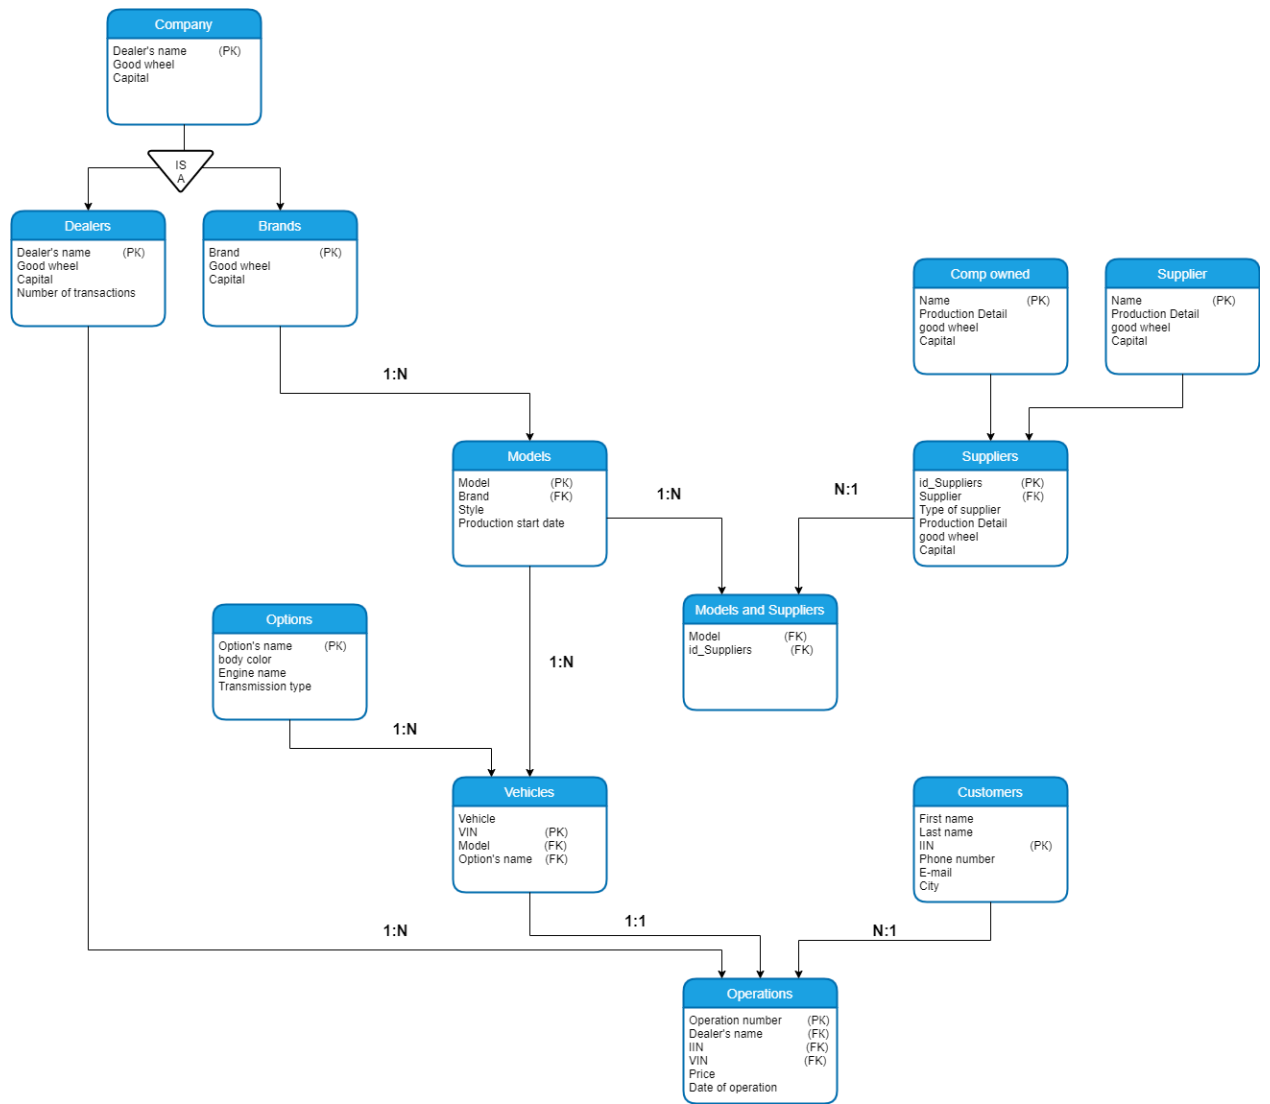 Company
Dealer's name (PK)
Good wheel
Capital
IS
A
Dealers
Dealer's name (PK)
Good wheel
Capital
Number of transactions
Brands
Brand (PK)
Good wheel
Capital
Comp owned
Name (PK)
Production Detail
good wheel
Capital
Supplier
Name (PK)
Production Detail
good wheel
Capital
1:N
Models
Model (PK)
Brand (FK)
Style
Production start date
1:N
N:1
Suppliers
id_Suppliers (PK)
Supplier (FK)
Type of supplier
Production Detail
good wheel
Capital
Models and Suppliers
Model (FK)
id_Suppliers (FK)
Options
Option's name (PK)
body color
Engine name
Transmission type
1:N
1:N
Vehicles
Vehicle
VIN (PK)
Model (FK)
Option's name (FK)
Customers
First name
Last name
IIN (PK)
Phone number
E-mail
City
1:N
1:1
N:1
Operations
Operation number (PK)
Dealer's name (FK)
IIN (FK)
VIN (FK)
Price
Date of operation